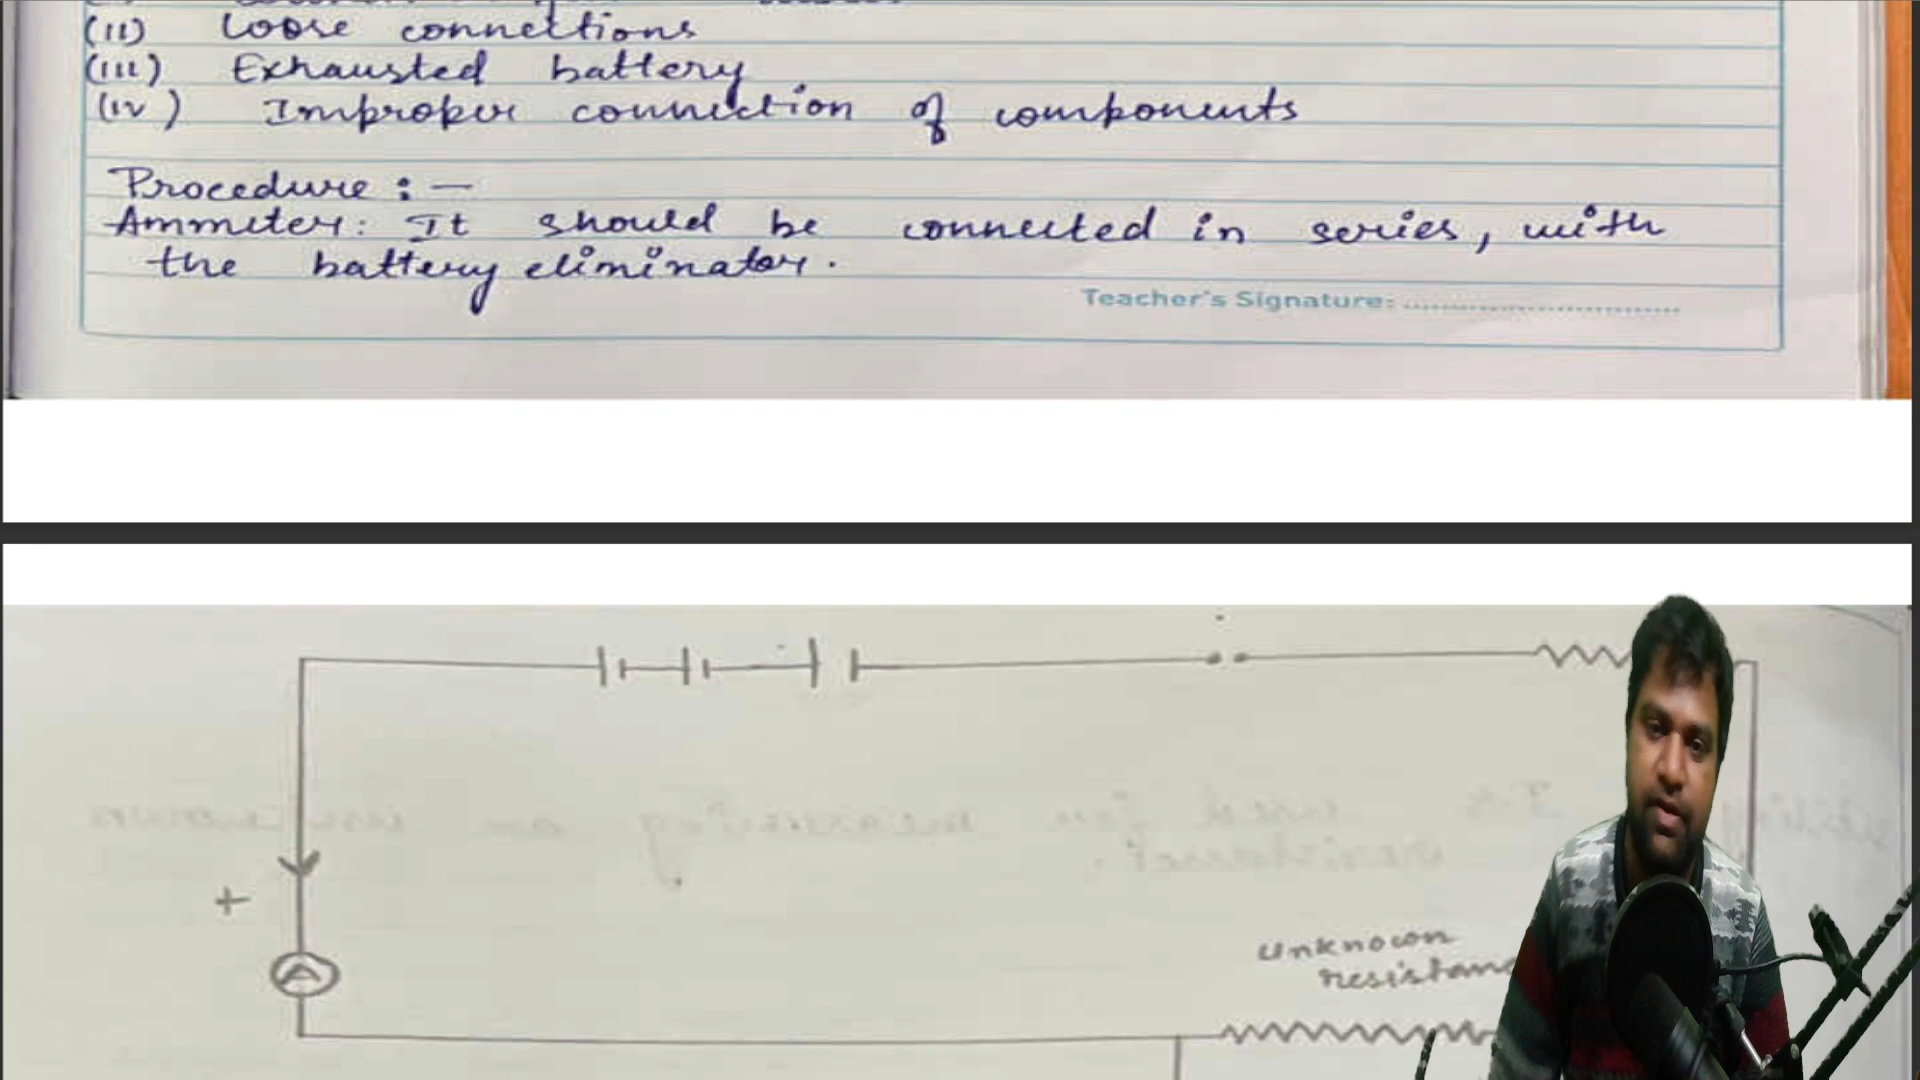 (ii) Loose connections
(iii) Exhausted battery
(iv) Improper connection of components
Procedure : —
Ammeter: It should be connected in series, with
the battery eliminator.
Teacher's Signature: ..............................
+
A
unknown